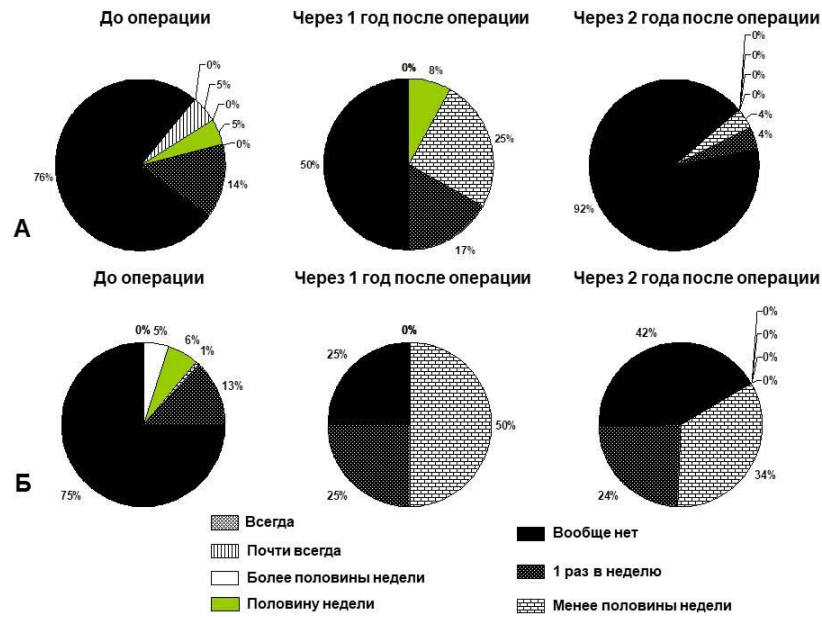 До операции
Через 1 год после операции
Через 2 года после операции
0%
5%
0%
5%
0%
14%
76%
А
0%
8%
25%
17%
50%
0%
0%
0%
0%
4%
4%
92%
До операции
Через 1 год после операции
Через 2 года после операции
0%
5%
6%
1%
13%
75%
Б
0%
25%
50%
25%
42%
0%
0%
0%
0%
34%
24%
Всегда
Почти всегда
Более половины недели
Половину недели
Вообще нет
1 раз в неделю
Менее половины недели